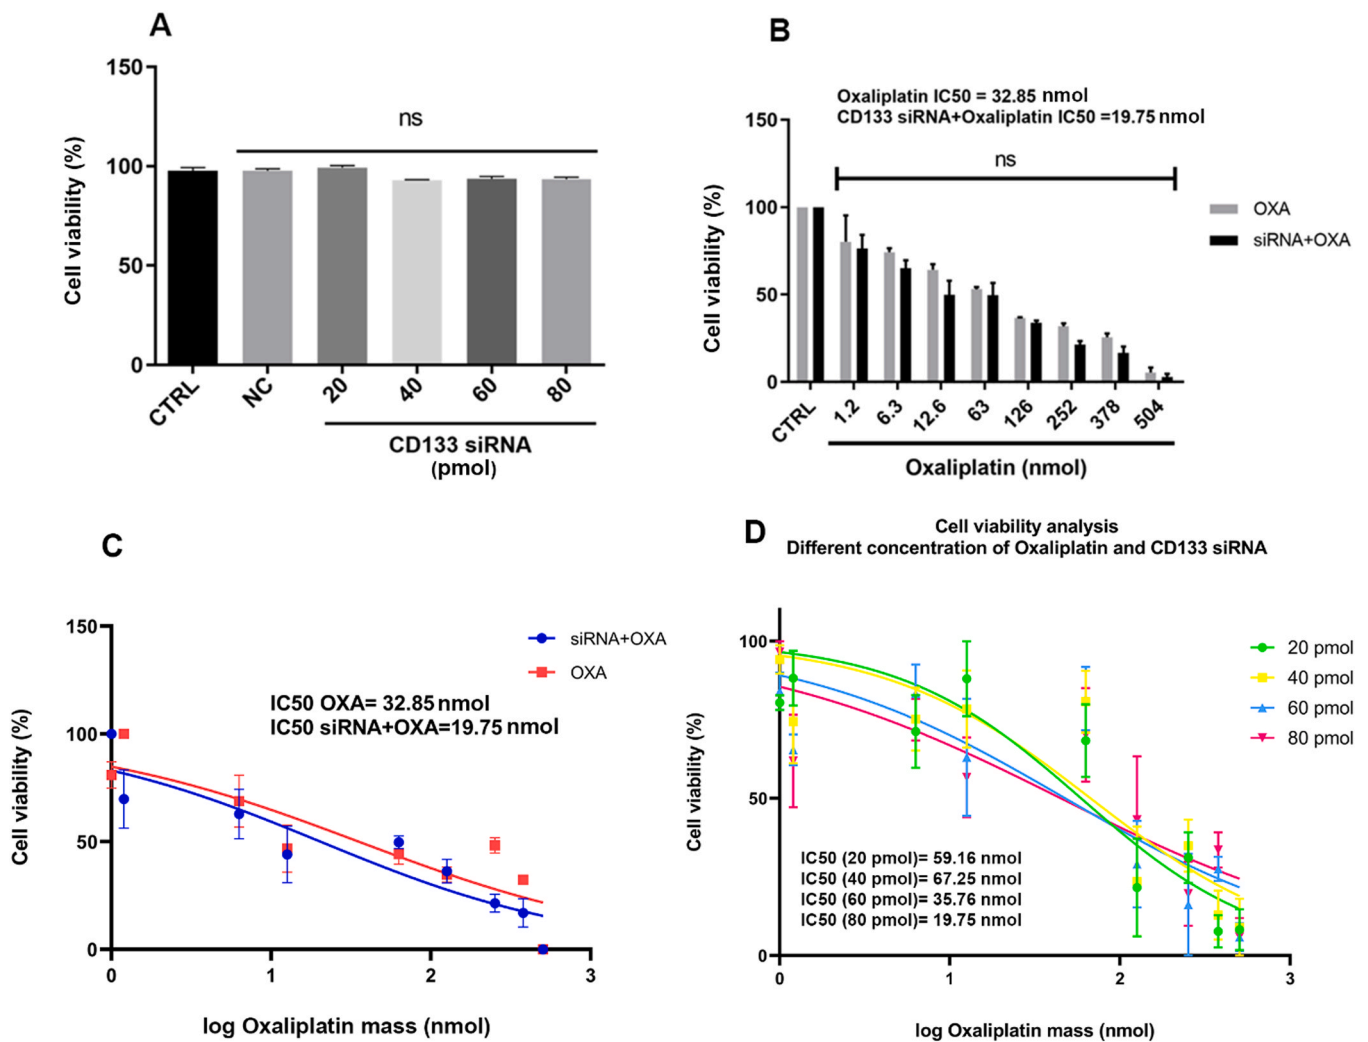 A
150
100
50
0
Cell viability (%)
ns
CTRL
NC
20
40
60
80
CD133 siRNA
(pmol)
B
Oxaliplatin IC50 = 32.85 nmol
CD133 siRNA+Oxaliplatin IC50 =19.75 nmol
150
100
50
0
Cell viability (%)
ns
OXA
siRNA+OXA
CTRL
1.2
6.3
12.6
63
126
252
378
504
Oxaliplatin (nmol)
C
150
100
50
0
Cell viability (%)
siRNA+OXA
OXA
IC50 OXA= 32.85 nmol
IC50 siRNA+OXA=19.75 nmol
0
1
2
3
log Oxaliplatin mass (nmol)
D
Cell viability analysis
Different concentration of Oxaliplatin and CD133 siRNA
100
50
0
Cell viability (%)
20 pmol
40 pmol
60 pmol
80 pmol
IC50 (20 pmol)= 59.16 nmol
IC50 (40 pmol)= 67.25 nmol
IC50 (60 pmol)= 35.76 nmol
IC50 (80 pmol)= 19.75 nmol
0
1
2
3
log Oxaliplatin mass (nmol)